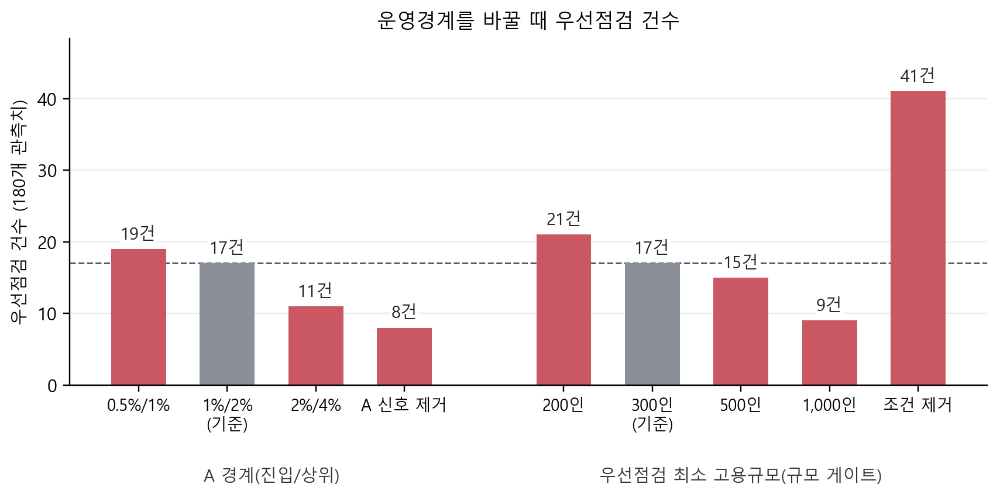 운영경계를 바꿀 때 우선점검 건수
우선점검 건수 (180개 관측치)
40
30
20
10
0
19건
17건
11건
8건
21건
17건
15건
9건
41건
0.5%/1%
1%/2%
(기준)
2%/4%
A 신호 제거
200인
300인
(기준)
500인
1,000인
조건 제거
A 경계(진입/상위)
우선점검 최소 고용규모(규모 게이트)